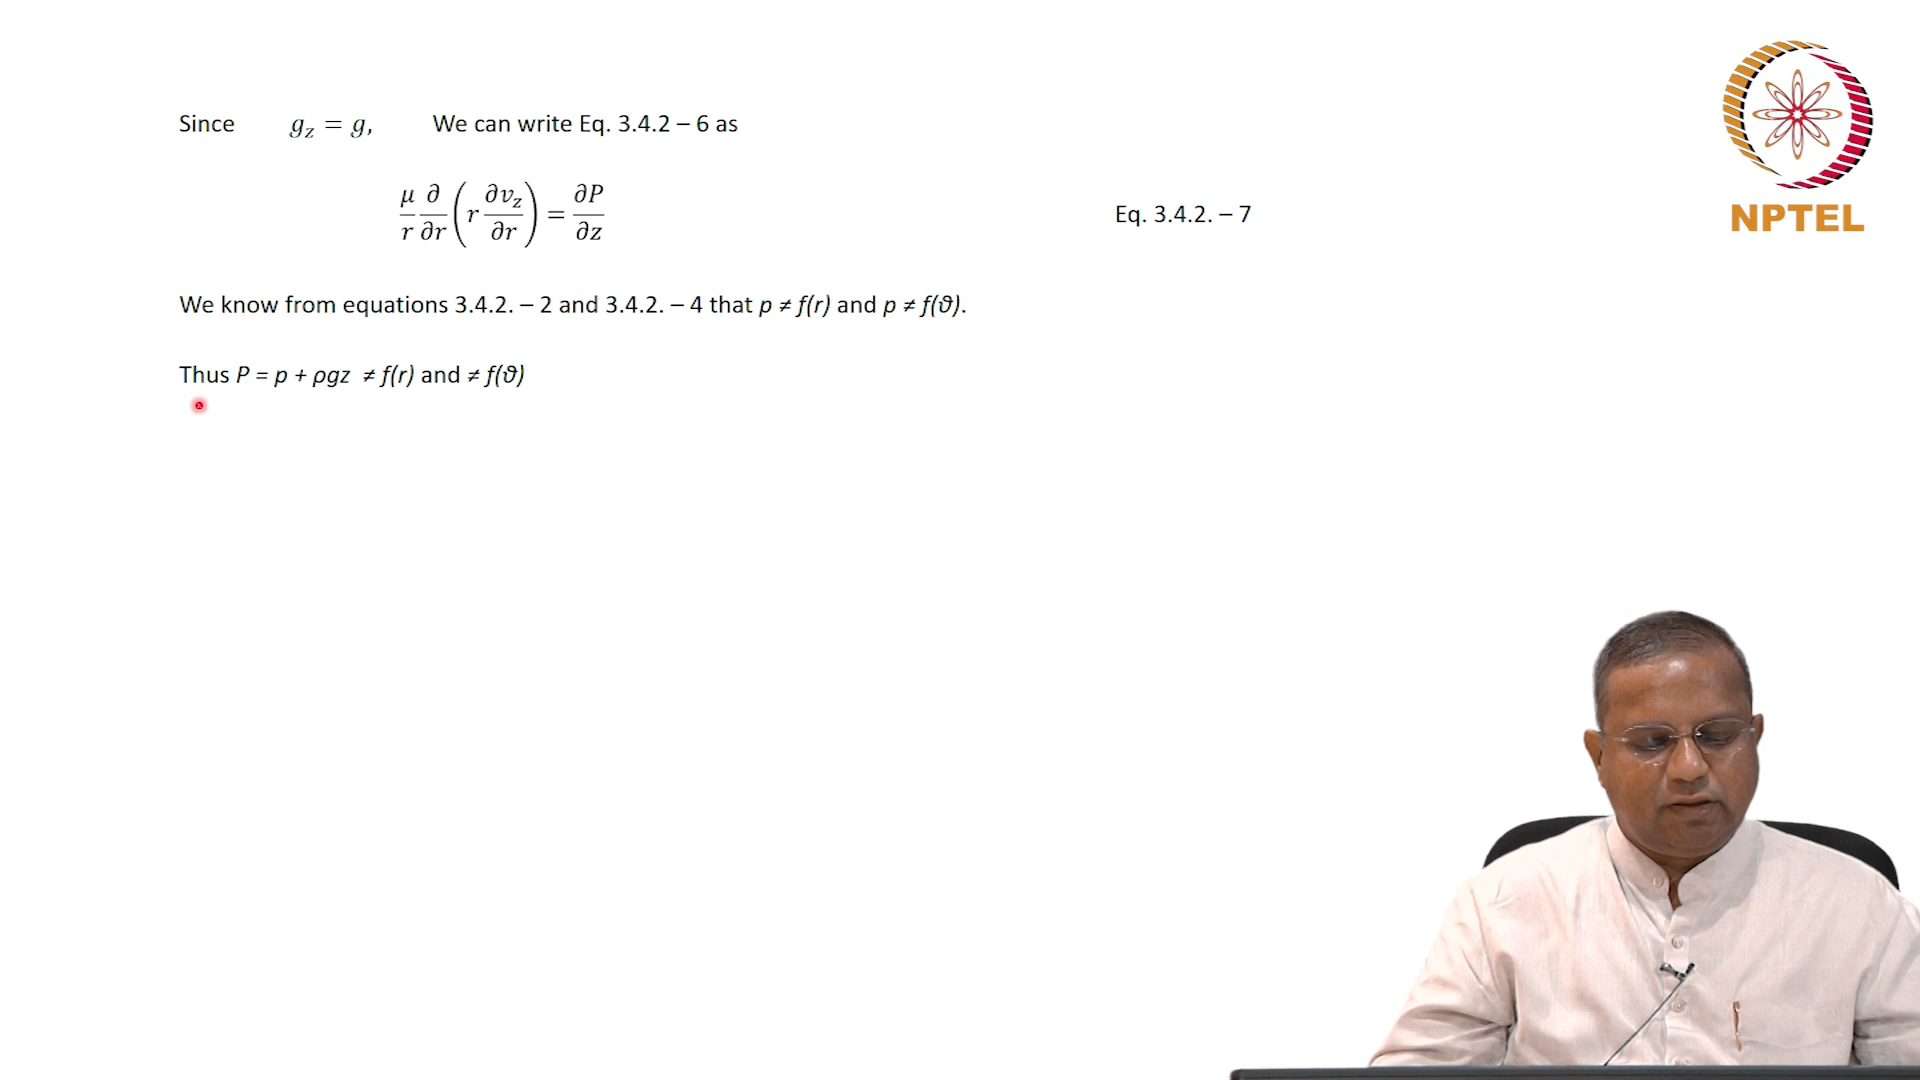 Since g_z = g, We can write Eq. 3.4.2 – 6 as
μ/r ∂/∂r (r ∂v_z/∂r) = ∂P/∂z Eq. 3.4.2. – 7
We know from equations 3.4.2. – 2 and 3.4.2. – 4 that p ≠ f(r) and p ≠ f(ϑ).
Thus P = p + ρgz ≠ f(r) and ≠ f(ϑ)
NPTEL